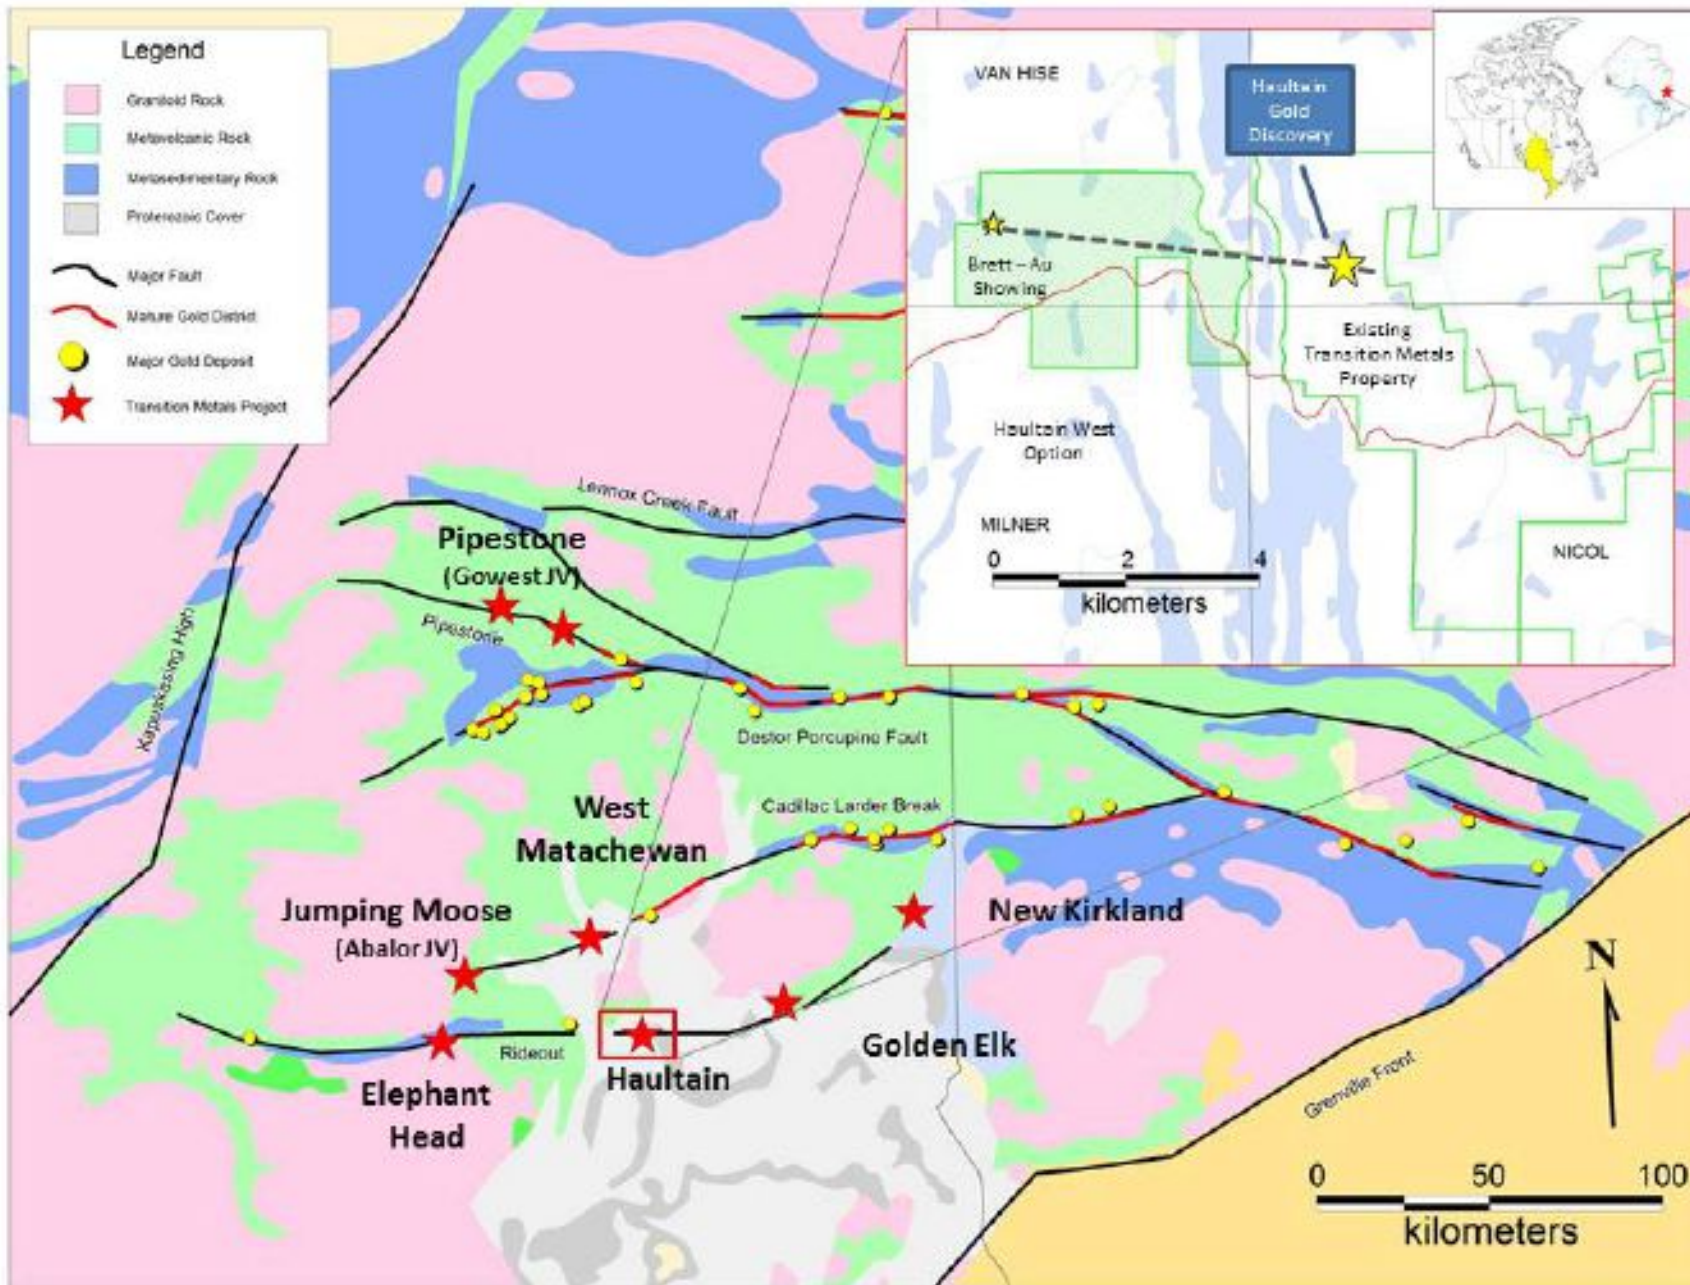 Legend
Granitoid Rock
Metavolcanic Rock
Metasedimentary Rock
Proterozoic Cover
Major Fault
Mature Gold District
Major Gold Deposit
Transition Metals Project
VAN HISE
Haultain
Gold
Discovery
Brett – Au
Showing
Existing
Transition Metals
Property
Haultain West
Option
MILNER
NICOL
0 2 4
kilometers
Lennox Creek Fault
Pipestone
(Gowest JV)
Pipestone
Kapuskasing High
Destor Porcupine Fault
West
Matachewan
Cadillac Larder Break
Jumping Moose
(Abalor JV)
New Kirkland
Golden Elk
Rideout
Haultain
Elephant
Head
Grenville Front
N
0 50 100
kilometers